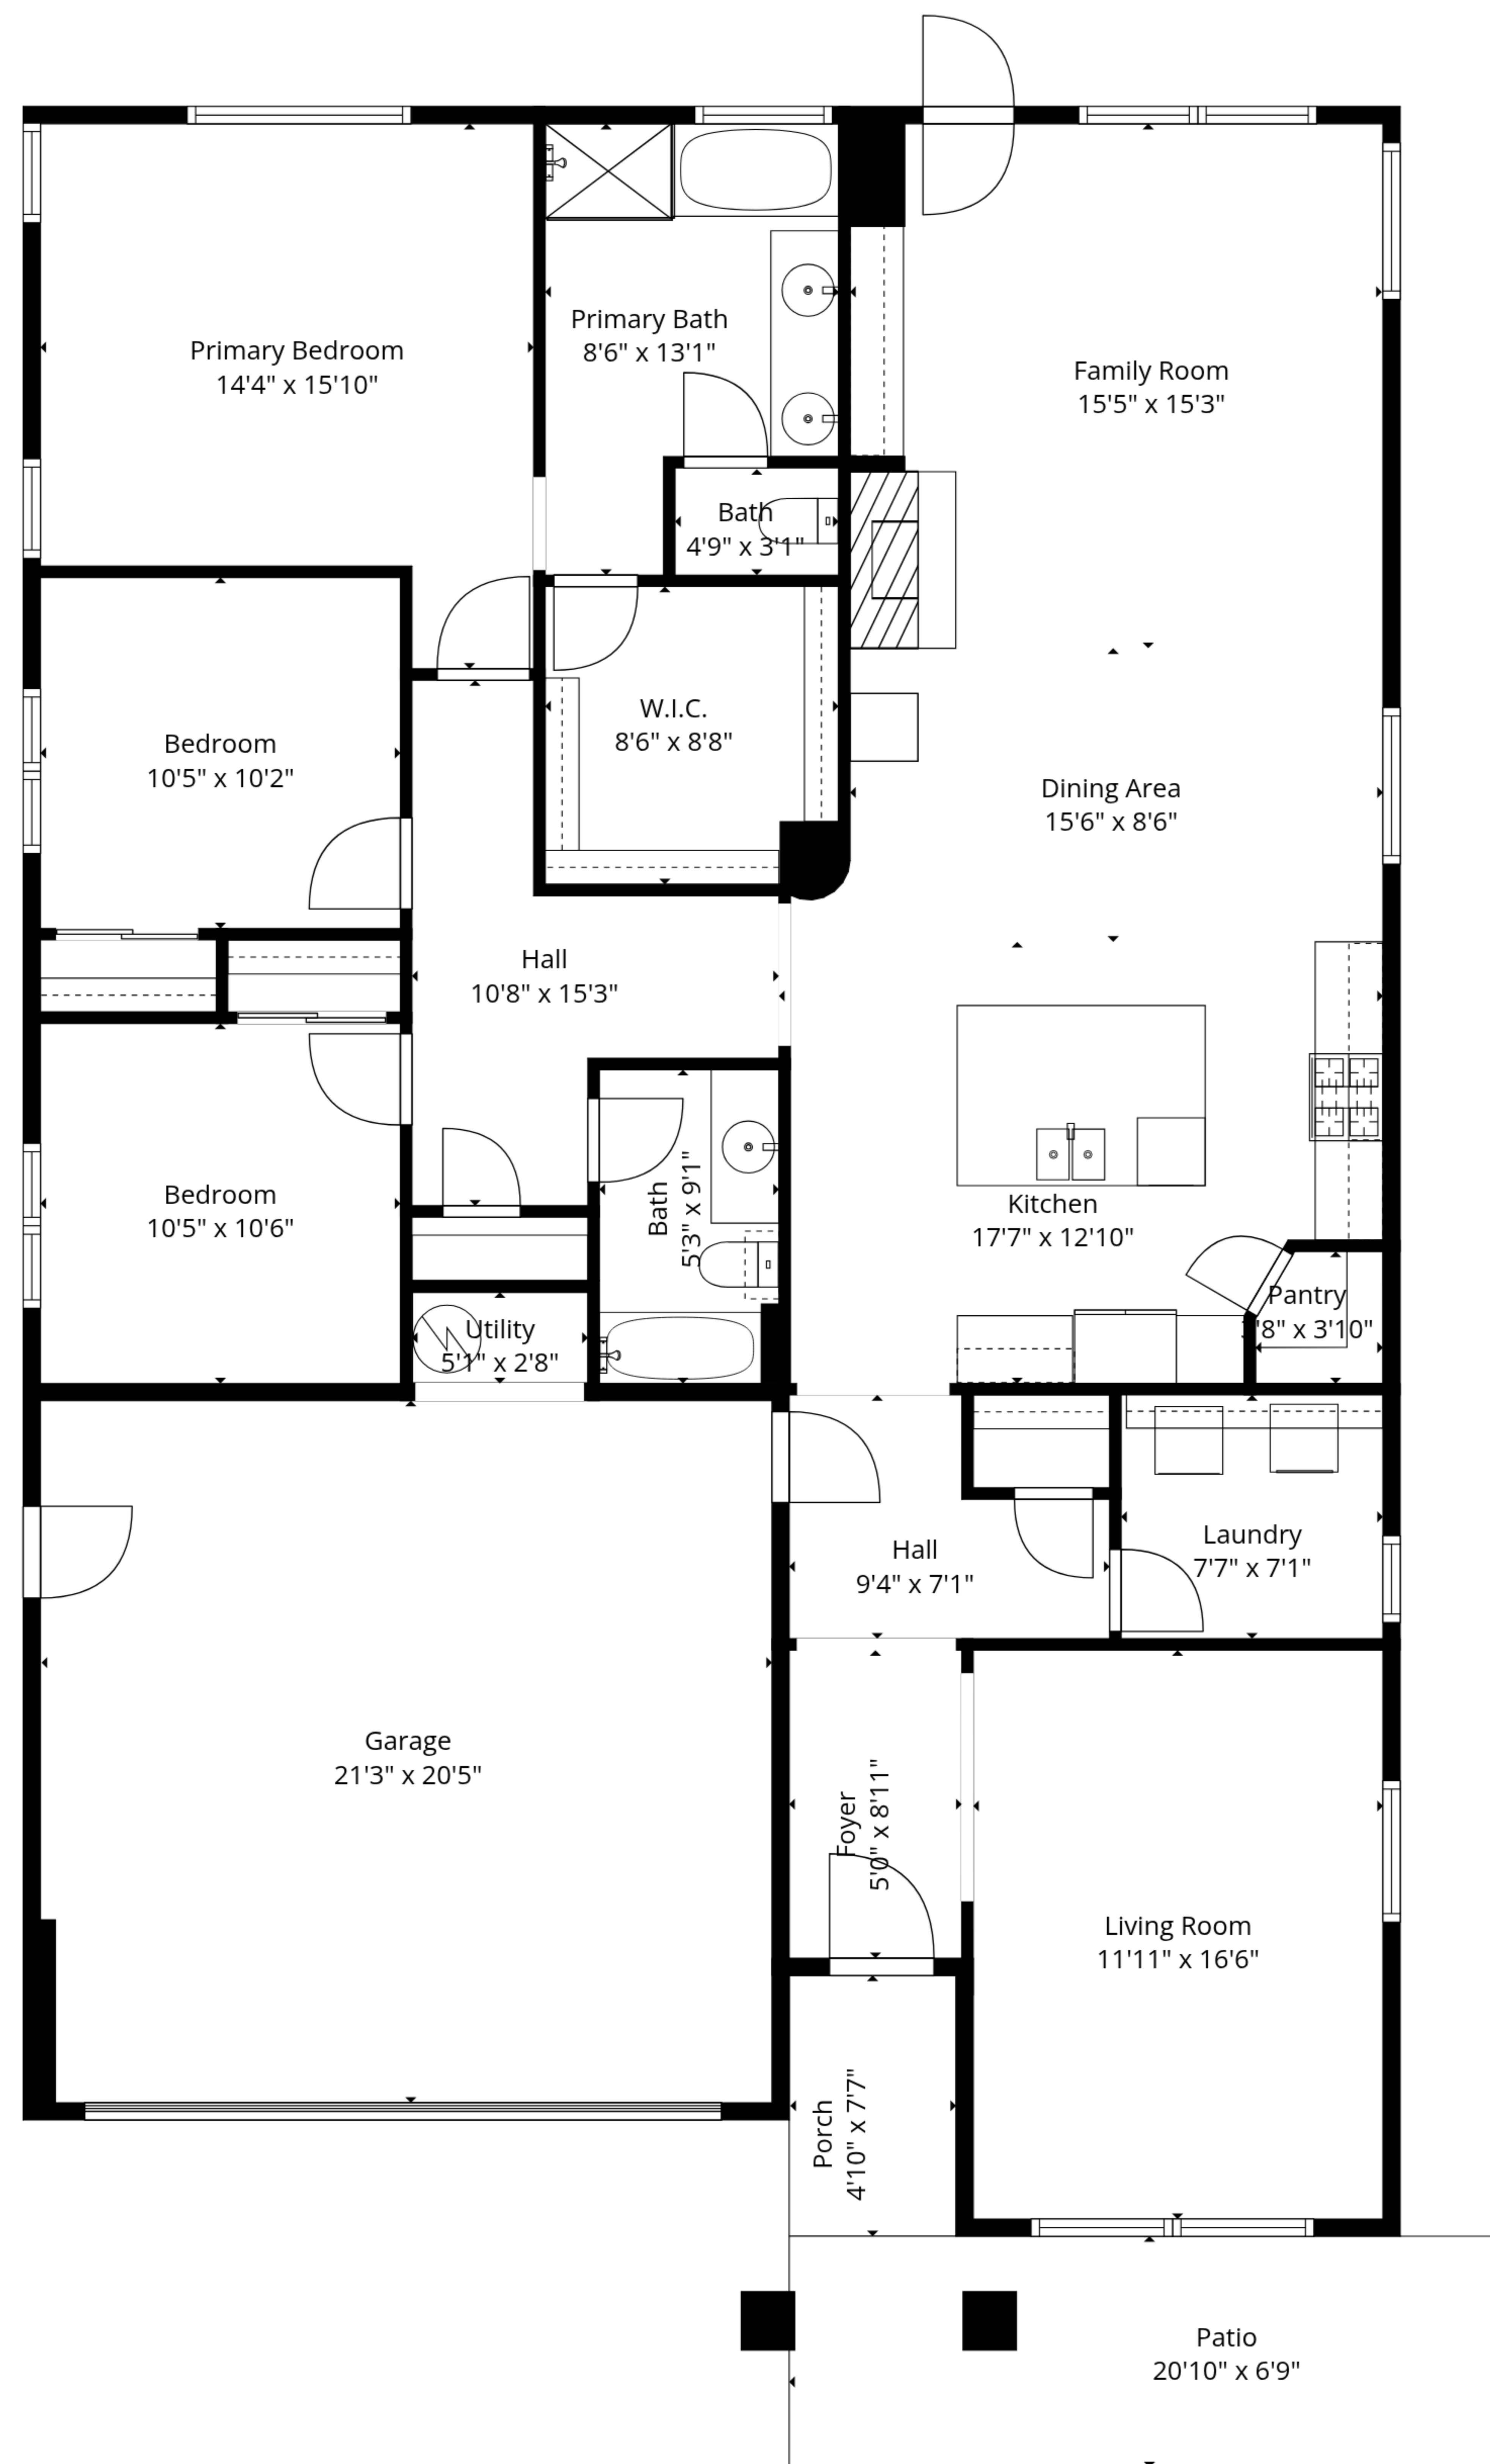 Primary Bedroom
14'4" x 15'10"
Primary Bath
8'6" x 13'1"
Family Room
15'5" x 15'3"
Bath
4'9" x 3'1"
Bedroom
10'5" x 10'2"
W.I.C.
8'6" x 8'8"
Dining Area
15'6" x 8'6"
Hall
10'8" x 15'3"
Bedroom
10'5" x 10'6"
Bath
5'3" x 9'1"
Kitchen
17'7" x 12'10"
Pantry
x 3'10"
Utility
5'1" x 2'8"
Hall
9'4" x 7'1"
Laundry
7'7" x 7'1"
Garage
21'3" x 20'5"
Foyer
5'0" x 8'11"
Living Room
11'11" x 16'6"
Porch
4'10" x 7'7"
Patio
20'10" x 6'9"